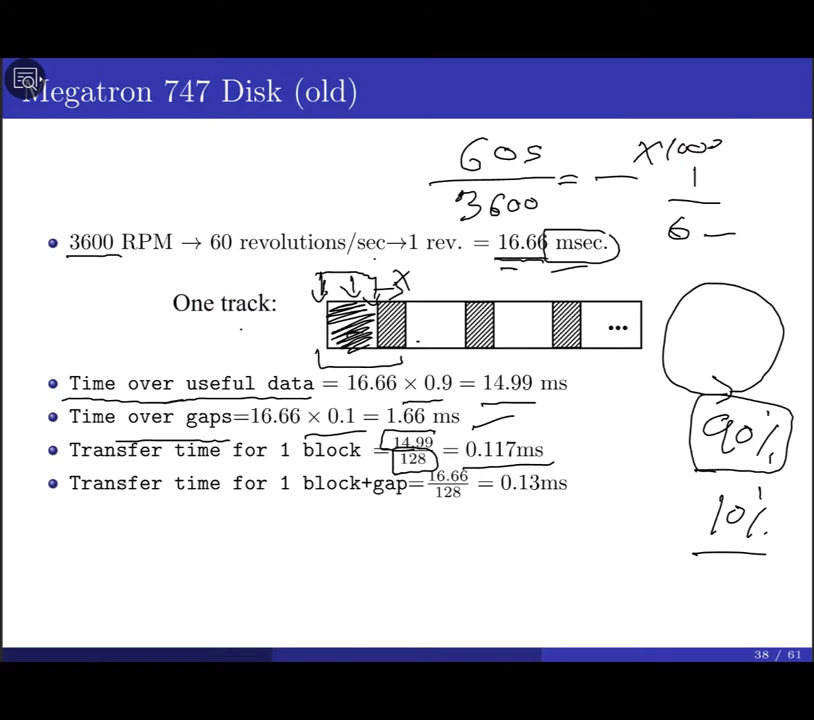 Megatron 747 Disk (old)
60s
3600
= —
X1000
1
6 —
3600 RPM → 60 revolutions/sec→1 rev. = 16.66 msec.
X
One track:
...
Time over useful data = 16.66 × 0.9 = 14.99 ms
Time over gaps=16.66 × 0.1 = 1.66 ms
90%
Transfer time for 1 block = 14.99/128 = 0.117ms
Transfer time for 1 block+gap=16.66/128 = 0.13ms
10%
38 / 61